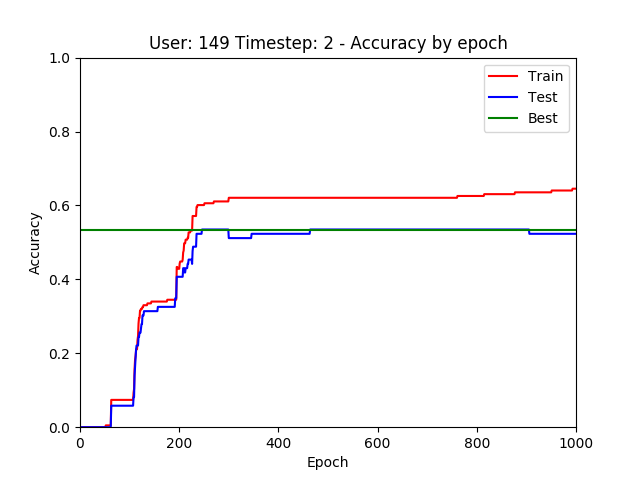 User: 149 Timestep: 2 - Accuracy by epoch
1.0
0.8
0.6
0.4
0.2
0.0
Accuracy
Train
Test
Best
0 200 400 600 800 1000
Epoch